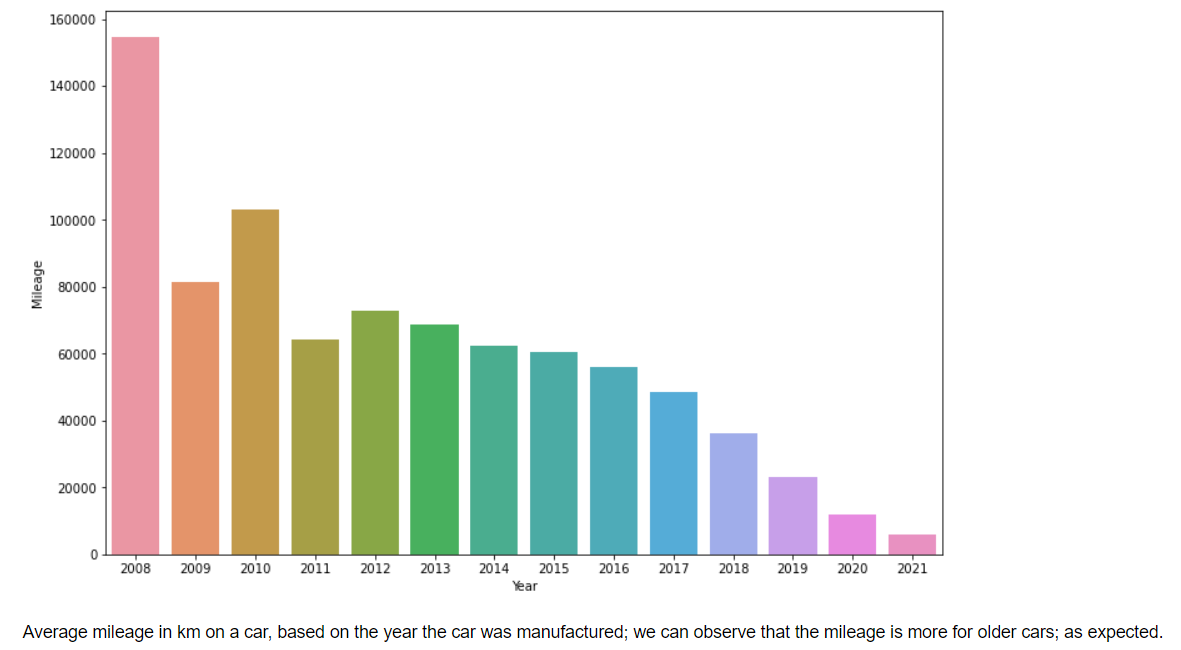 160000
140000
120000
100000
80000
60000
40000
20000
0
Mileage
2008 2009 2010 2011 2012 2013 2014 2015 2016 2017 2018 2019 2020 2021
Year
Average mileage in km on a car, based on the year the car was manufactured; we can observe that the mileage is more for older cars; as expected.